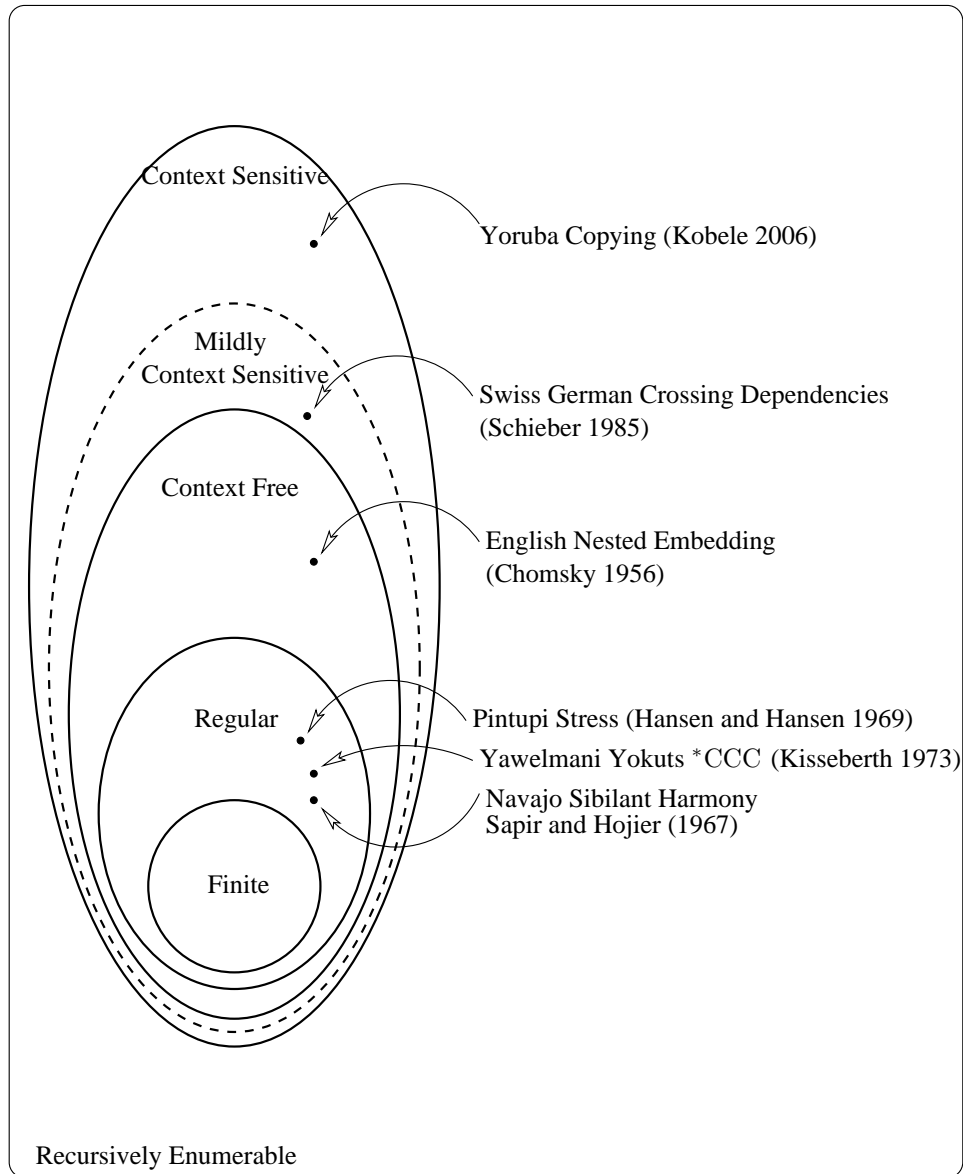 Context Sensitive
Yoruba Copying (Kobele 2006)
Mildly
Context Sensitive
Swiss German Crossing Dependencies
(Schieber 1985)
Context Free
English Nested Embedding
(Chomsky 1956)
Regular
Pintupi Stress (Hansen and Hansen 1969)
Yawelmani Yokuts *CCC (Kisseberth 1973)
Navajo Sibilant Harmony
Sapir and Hojier (1967)
Finite
Recursively Enumerable